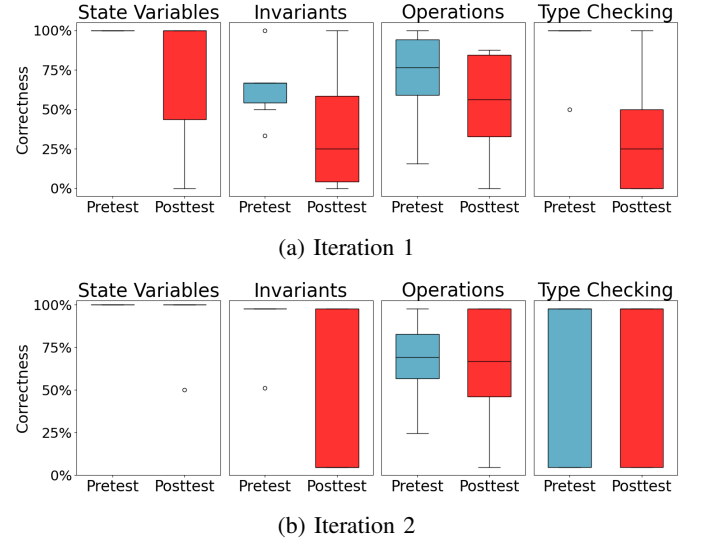 State Variables Invariants Operations Type Checking
100%
75%
50%
25%
0%
Correctness
Pretest Posttest Pretest Posttest Pretest Posttest Pretest Posttest
(a) Iteration 1
State Variables Invariants Operations Type Checking
100%
75%
50%
25%
0%
Correctness
Pretest Posttest Pretest Posttest Pretest Posttest Pretest Posttest
(b) Iteration 2